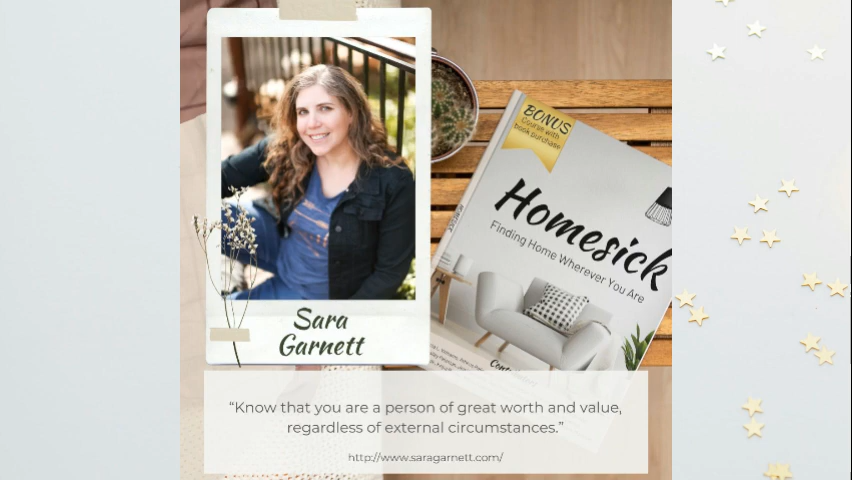 Sara
Garnett
BONUS
Course with
book purchase
Homesick
Finding Home Wherever You Are
“Know that you are a person of great worth and value,
regardless of external circumstances.”
http://www.saragarnett.com/